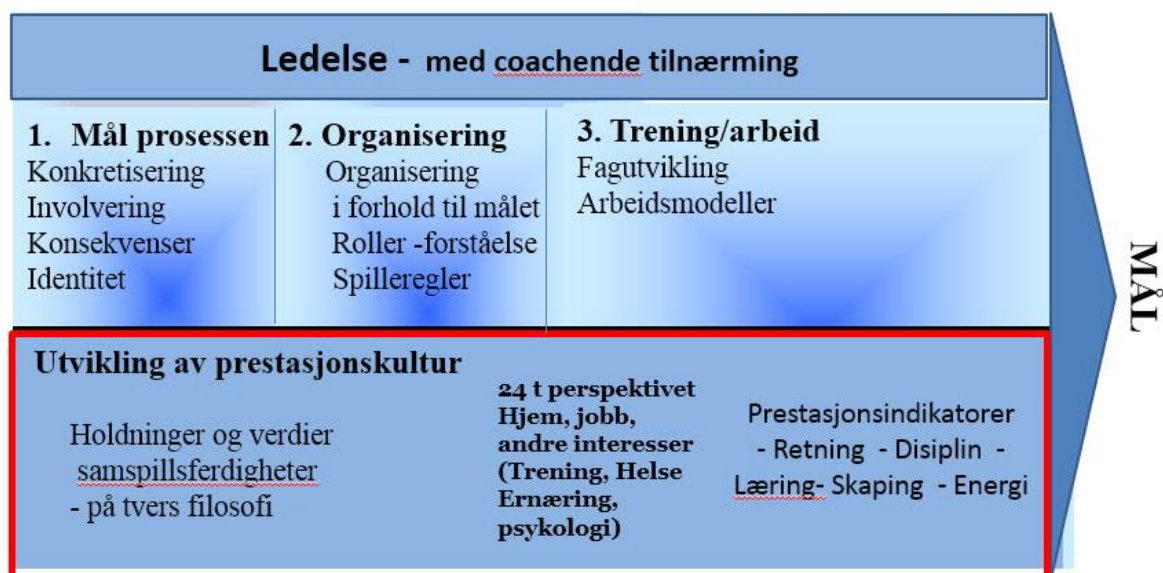 Ledelse - med coachende tilnærming
1. Mål prosessen
Konkretisering
Involvering
Konsekvenser
Identitet
2. Organisering
Organisering
i forhold til målet
Roller -forståelse
Spilleregler
3. Trening/arbeid
Fagutvikling
Arbeidsmodeller
MÅL
Utvikling av prestasjonskultur
Holdninger og verdier
samspillsferdigheter
- på tvers filosofi
24 t perspektivet
Hjem, jobb,
andre interesser
(Trening, Helse
Ernæring,
psykologi)
Prestasjonsindikatorer
- Retning - Disiplin -
Læring- Skaping - Energi